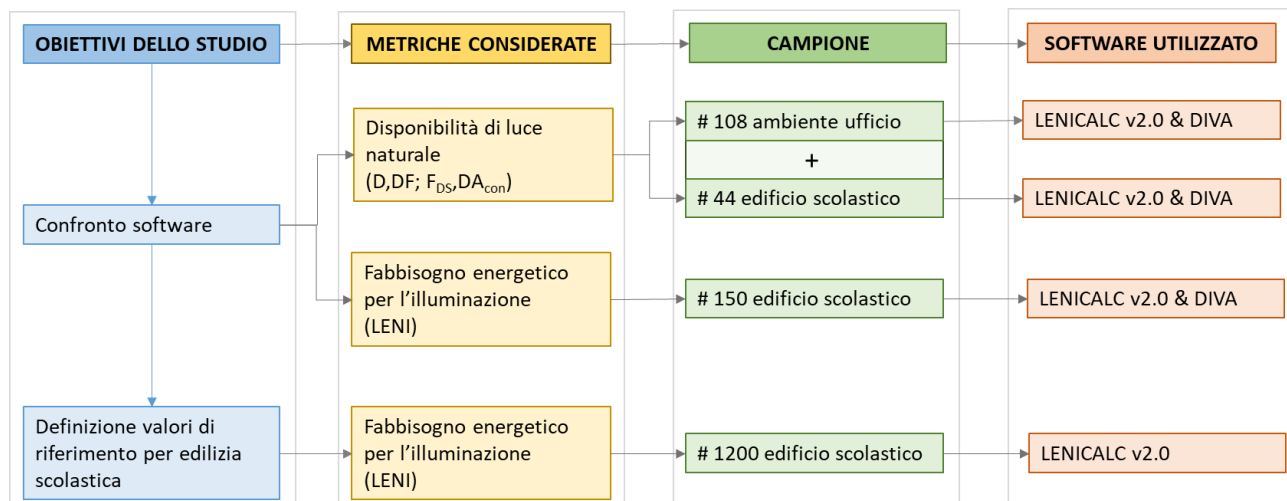 OBIETTIVI DELLO STUDIO
METRICHE CONSIDERATE
CAMPIONE
SOFTWARE UTILIZZATO
Confronto software
Disponibilità di luce
naturale
(D,DF; F_DS,DA_con)
# 108 ambiente ufficio
+
# 44 edificio scolastico
LENICALC v2.0 & DIVA
LENICALC v2.0 & DIVA
Fabbisogno energetico
per l'illuminazione
(LENI)
# 150 edificio scolastico
LENICALC v2.0 & DIVA
Definizione valori di
riferimento per edilizia
scolastica
Fabbisogno energetico
per l'illuminazione
(LENI)
# 1200 edificio scolastico
LENICALC v2.0